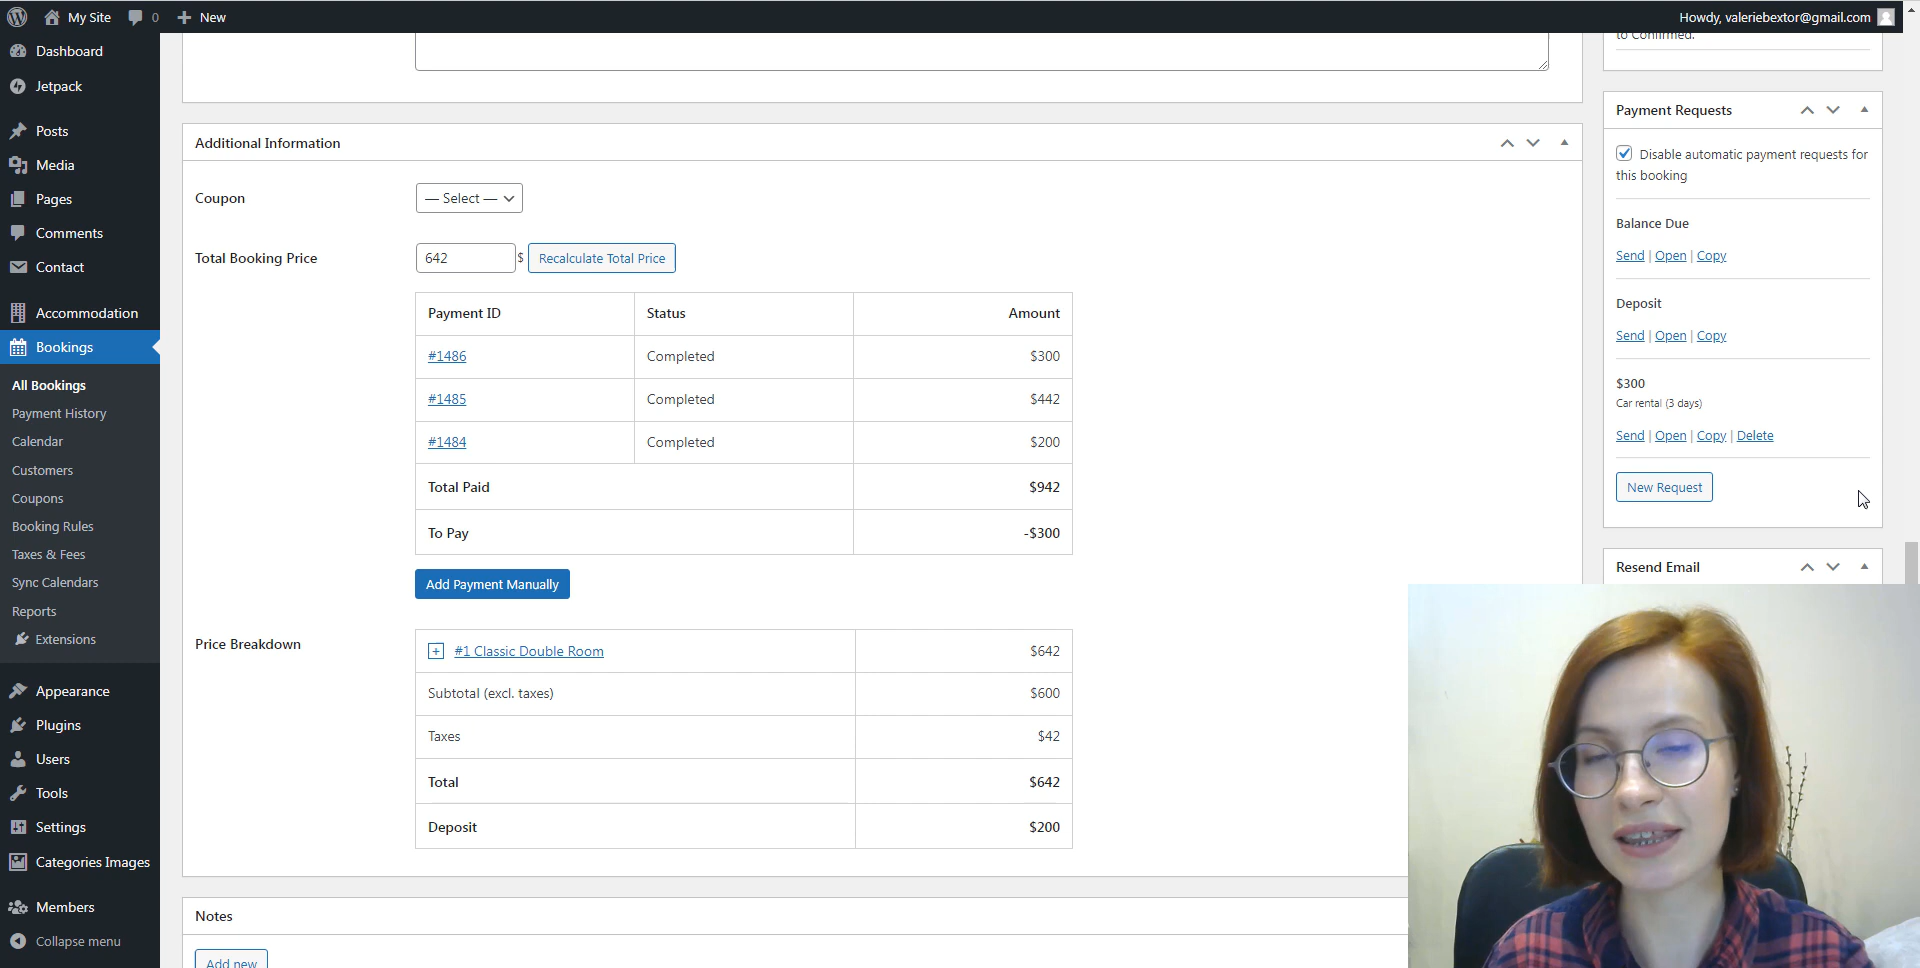 My Site
0
New
Howdy, valeriebextor@gmail.com
Dashboard
Jetpack
Posts
Media
Pages
Comments
Contact
Accommodation
Bookings
All Bookings
Payment History
Calendar
Customers
Coupons
Booking Rules
Taxes & Fees
Sync Calendars
Reports
Extensions
Appearance
Plugins
Users
Tools
Settings
Categories Images
Members
Collapse menu
Additional Information
Coupon
— Select —
Total Booking Price
642
$
Recalculate Total Price
Payment ID Status Amount
#1486 Completed $300
#1485 Completed $442
#1484 Completed $200
Total Paid $942
To Pay -$300
Add Payment Manually
Price Breakdown
+ #1 Classic Double Room $642
Subtotal (excl. taxes) $600
Taxes $42
Total $642
Deposit $200
Notes
Add new
to Confirmed.
Payment Requests
Disable automatic payment requests for
this booking
Balance Due
Send | Open | Copy
Deposit
Send | Open | Copy
$300
Car rental (3 days)
Send | Open | Copy | Delete
New Request
Resend Email